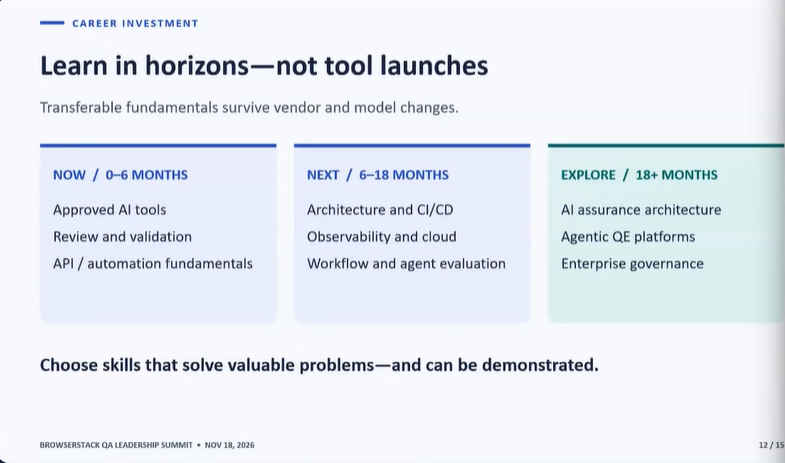 CAREER INVESTMENT
Learn in horizons—not tool launches
Transferable fundamentals survive vendor and model changes.
NOW / 0–6 MONTHS
Approved AI tools
Review and validation
API / automation fundamentals
NEXT / 6–18 MONTHS
Architecture and CI/CD
Observability and cloud
Workflow and agent evaluation
EXPLORE / 18+ MONTHS
AI assurance architecture
Agentic QE platforms
Enterprise governance
Choose skills that solve valuable problems—and can be demonstrated.
BROWSERSTACK QA LEADERSHIP SUMMIT • NOV 18, 2026
12 / 15